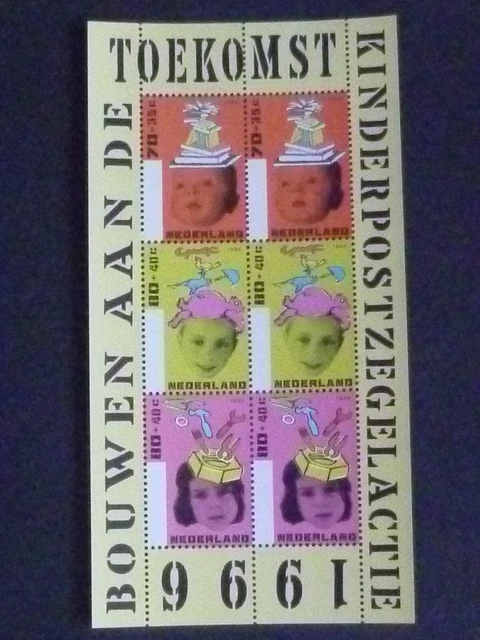 BOUWEN AAN DE
TOEKOMST
KINDERPOSTZEGELACTIE
1996
70+35c
NEDERLAND
70+35c
NEDERLAND
80+40c
NEDERLAND
80+40c
NEDERLAND
80+40c
NEDERLAND
80+40c
NEDERLAND